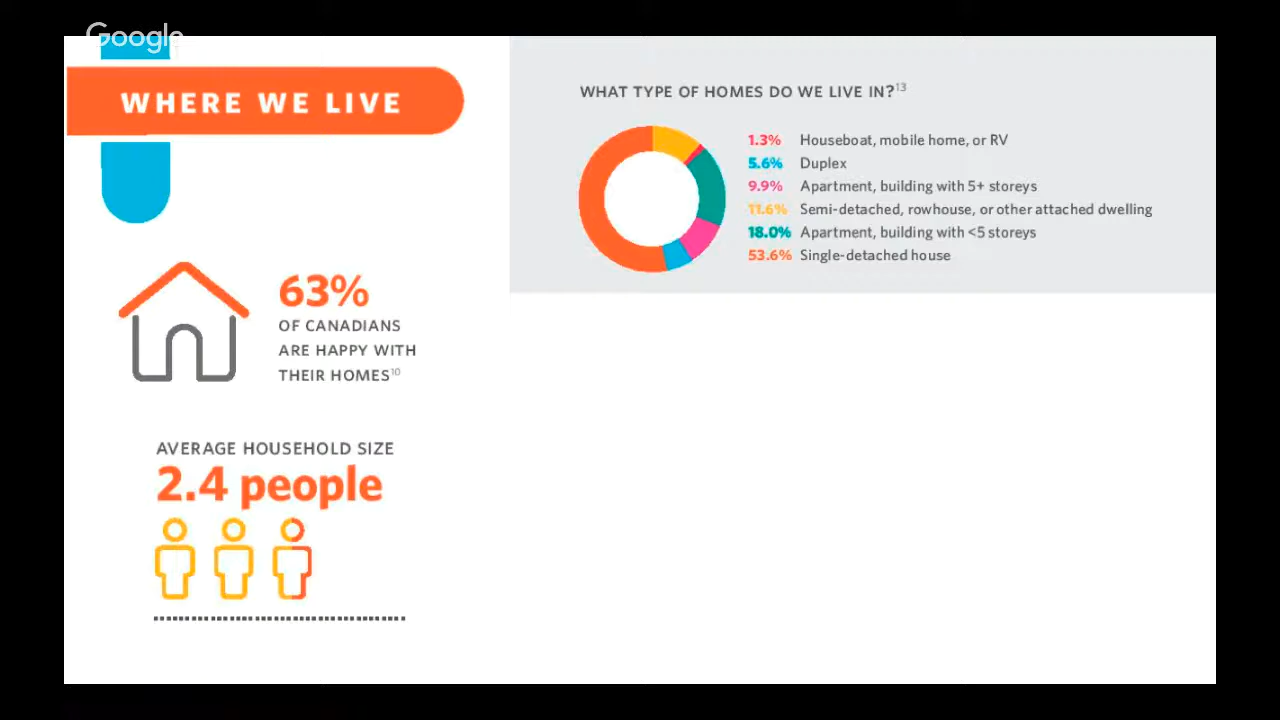 Google
WHERE WE LIVE
63%
OF CANADIANS
ARE HAPPY WITH
THEIR HOMES10
AVERAGE HOUSEHOLD SIZE
2.4 people
WHAT TYPE OF HOMES DO WE LIVE IN?13
1.3% Houseboat, mobile home, or RV
5.6% Duplex
9.9% Apartment, building with 5+ storeys
11.6% Semi-detached, rowhouse, or other attached dwelling
18.0% Apartment, building with <5 storeys
53.6% Single-detached house